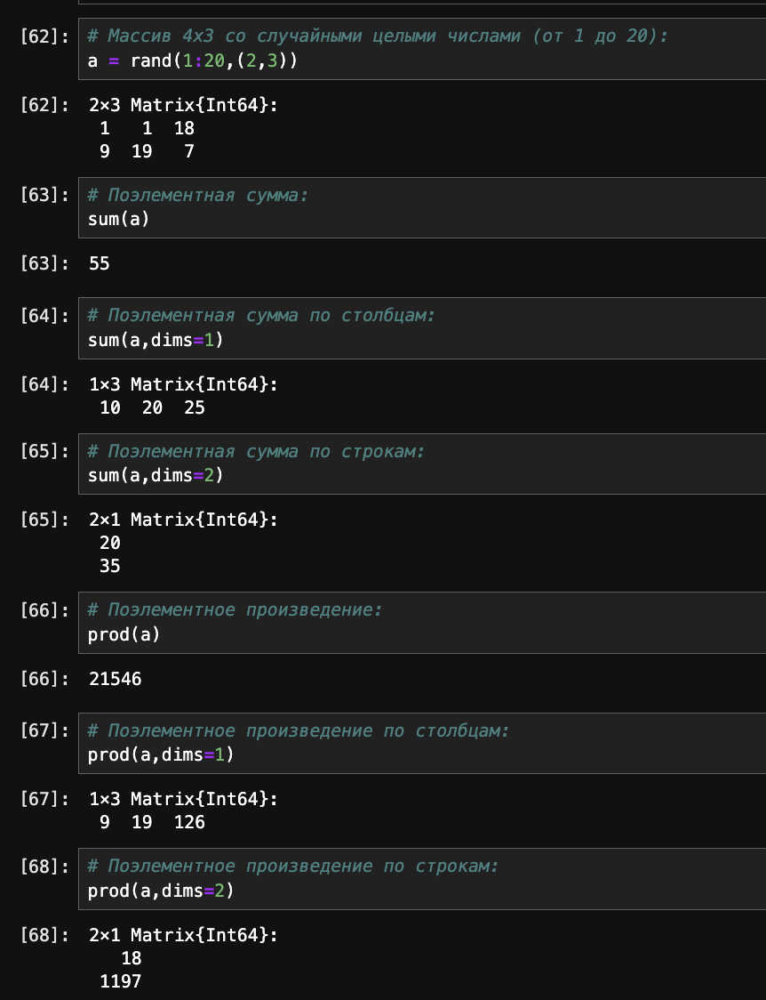 [62]: # Массив 4x3 со случайными целыми числами (от 1 до 20):
a = rand(1:20,(2,3))
[62]: 2×3 Matrix{Int64}:
1 1 18
9 19 7
[63]: # Поэлементная сумма:
sum(a)
[63]: 55
[64]: # Поэлементная сумма по столбцам:
sum(a,dims=1)
[64]: 1×3 Matrix{Int64}:
10 20 25
[65]: # Поэлементная сумма по строкам:
sum(a,dims=2)
[65]: 2×1 Matrix{Int64}:
20
35
[66]: # Поэлементное произведение:
prod(a)
[66]: 21546
[67]: # Поэлементное произведение по столбцам:
prod(a,dims=1)
[67]: 1×3 Matrix{Int64}:
9 19 126
[68]: # Поэлементное произведение по строкам:
prod(a,dims=2)
[68]: 2×1 Matrix{Int64}:
18
1197